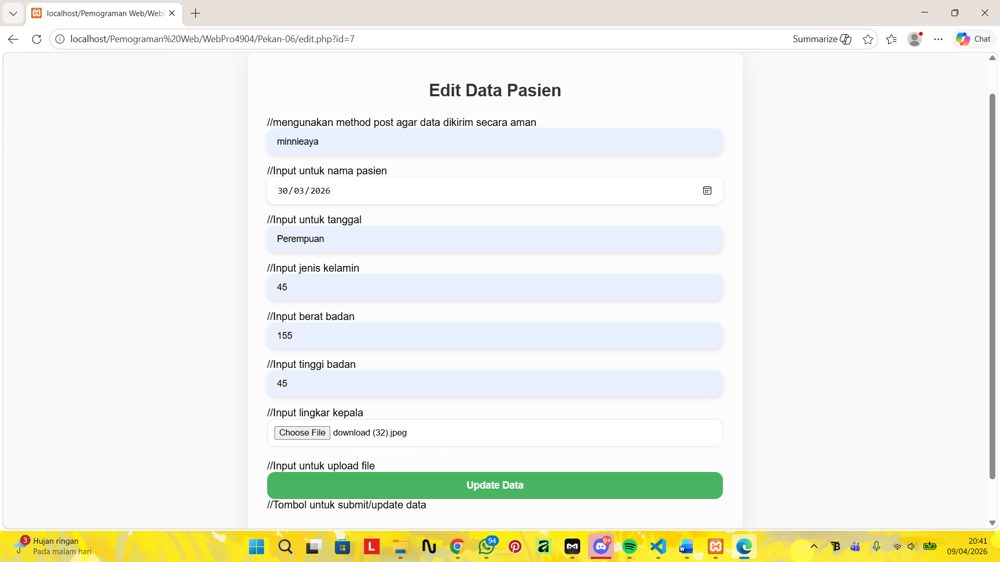 localhost/Pemograman Web/WebP
localhost/Pemograman%20Web/WebPro4904/Pekan-06/edit.php?id=7
Summarize
Chat
Edit Data Pasien
//mengunakan method post agar data dikirim secara aman
minnieaya
//Input untuk nama pasien
30/03/2026
//Input untuk tanggal
Perempuan
//Input jenis kelamin
45
//Input berat badan
155
//Input tinggi badan
45
//Input lingkar kepala
Choose File download (32).jpeg
//Input untuk upload file
Update Data
//Tombol untuk submit/update data
3
Hujan ringan
Pada malam hari
L
94
a
9+
W
20:41
09/04/2026